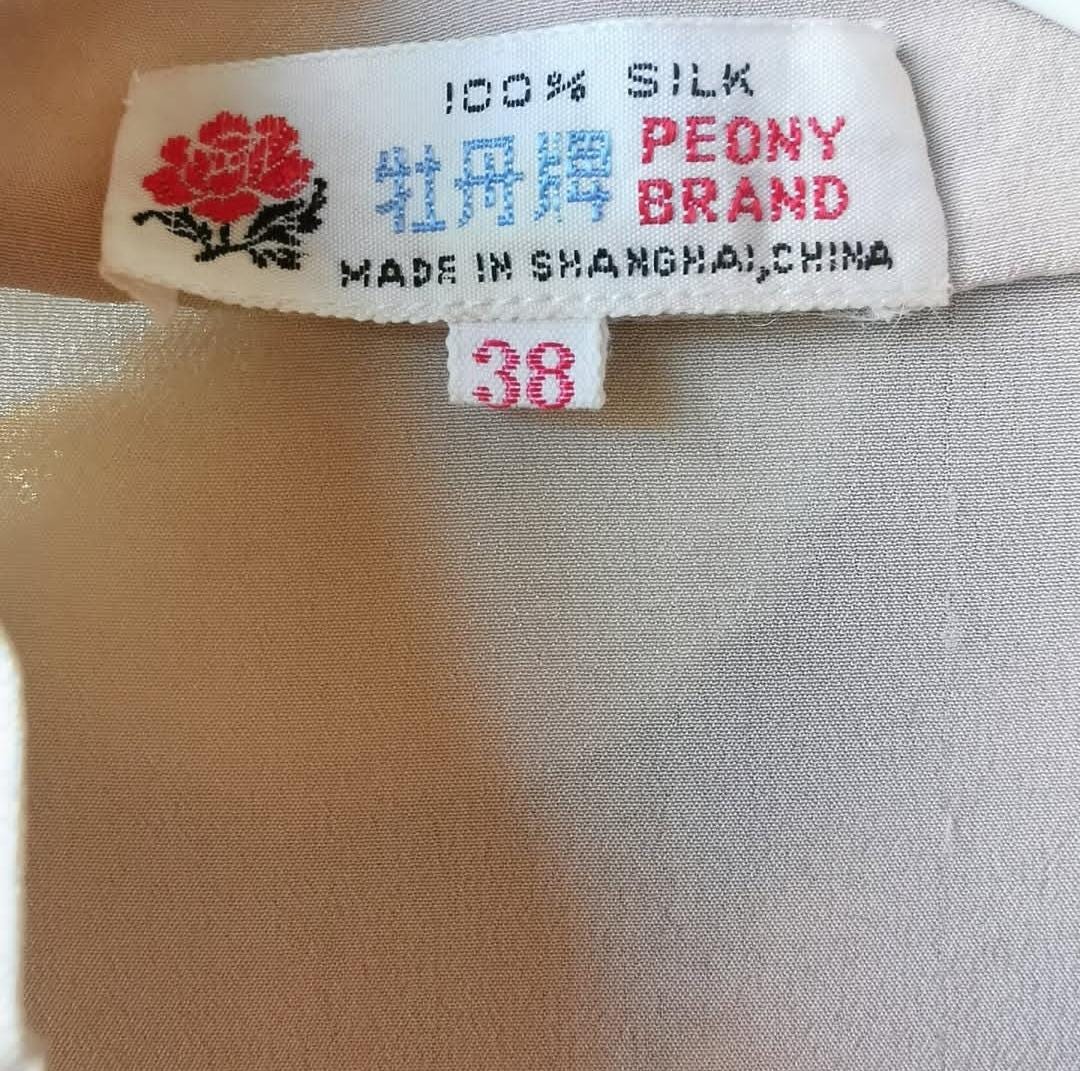 100% SILK
牡丹牌 PEONY
BRAND
MADE IN SHANGHAI,CHINA
38